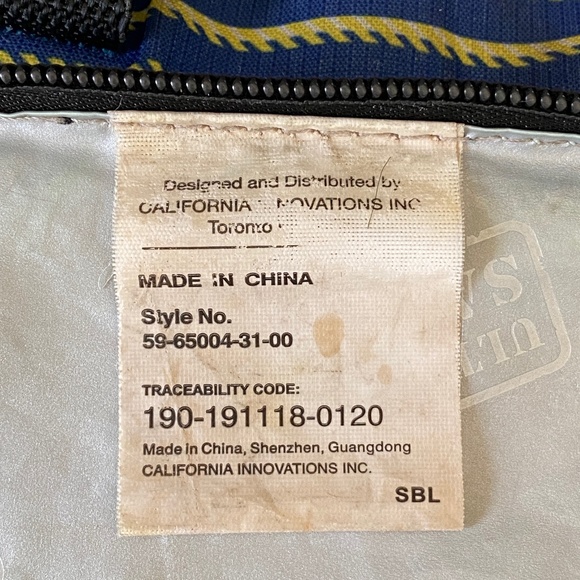 Designed and Distributed by
CALIFORNIA INNOVATIONS INC
Toronto
MADE IN CHINA
Style No.
59-65004-31-00
TRACEABILITY CODE:
190-191118-0120
Made in China, Shenzhen, Guangdong
CALIFORNIA INNOVATIONS INC.
SBL